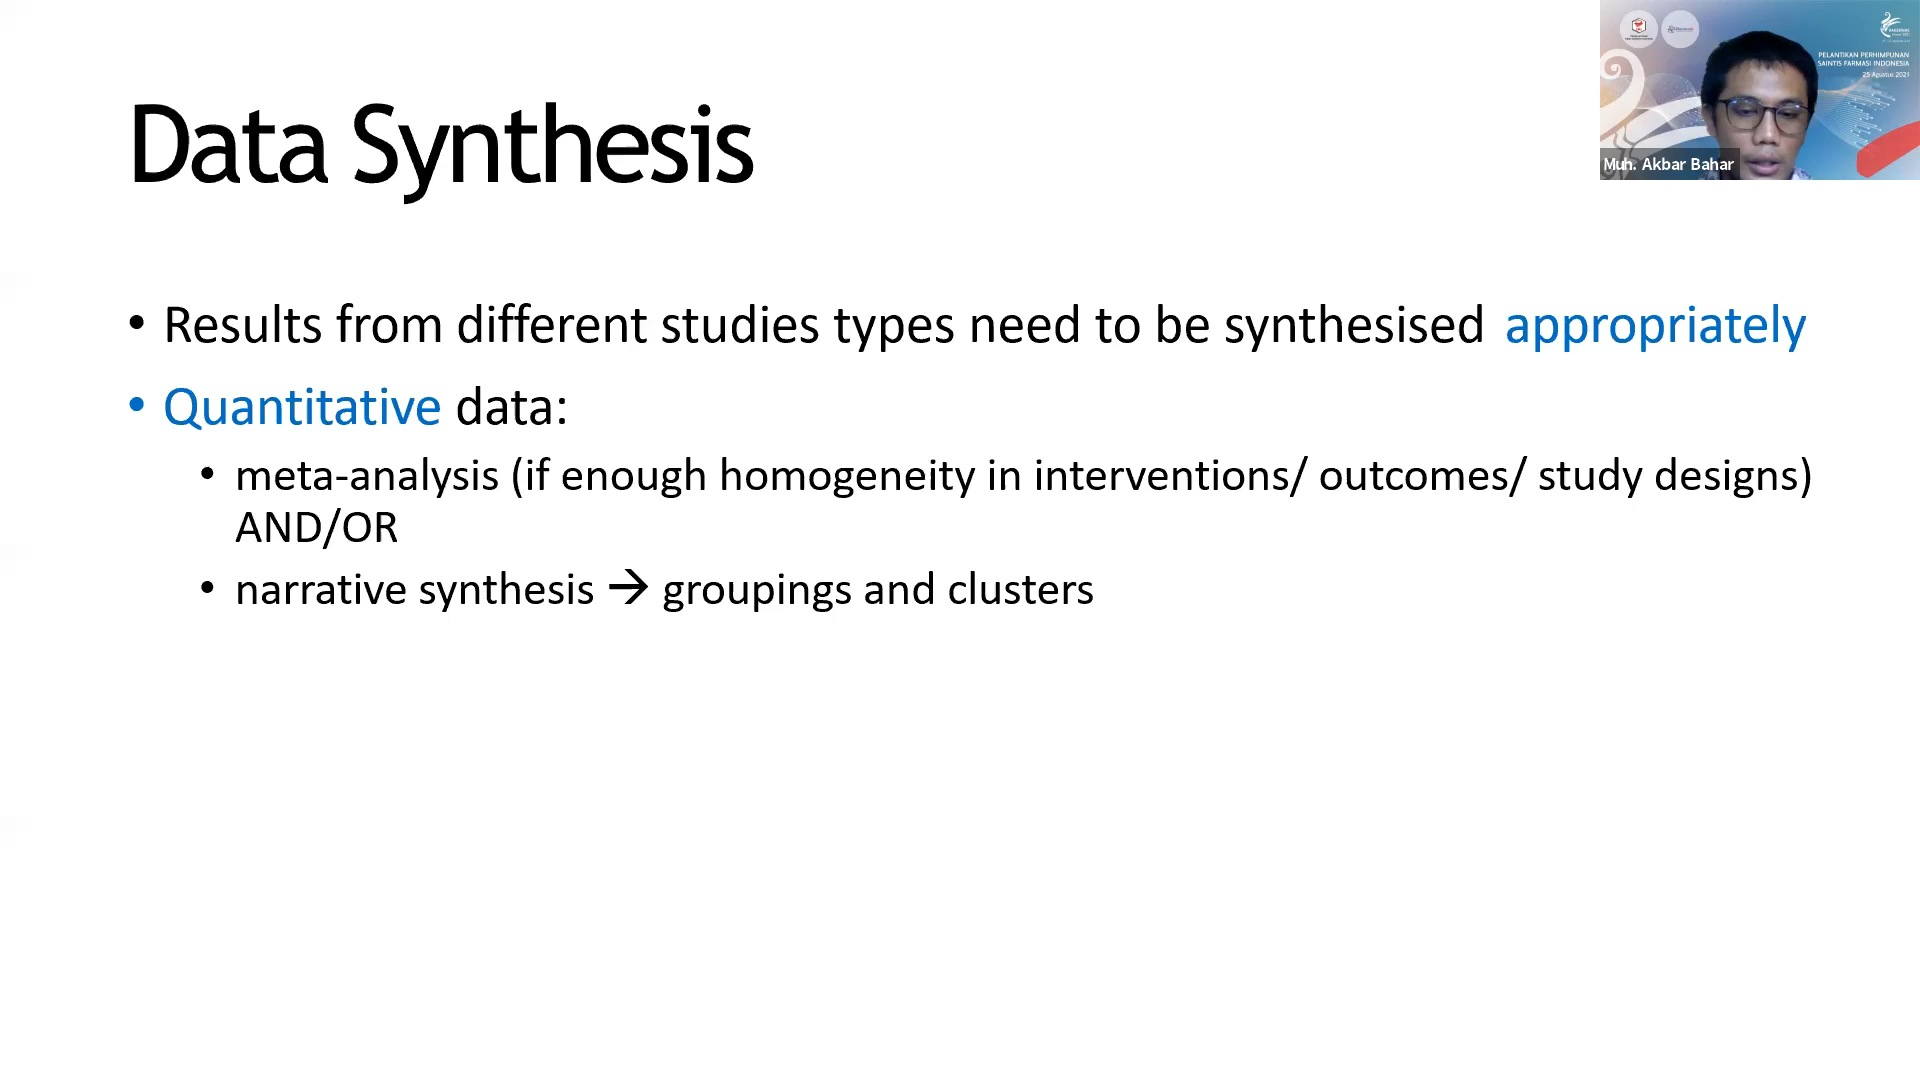 Data Synthesis
• Results from different studies types need to be synthesised appropriately
• Quantitative data:
• meta-analysis (if enough homogeneity in interventions/ outcomes/ study designs)
AND/OR
• narrative synthesis → groupings and clusters
PELANTIKAN PERHIMPUNAN
SAINTIS FARMASI INDONESIA
25 Agustus 2021
Muh. Akbar Bahar